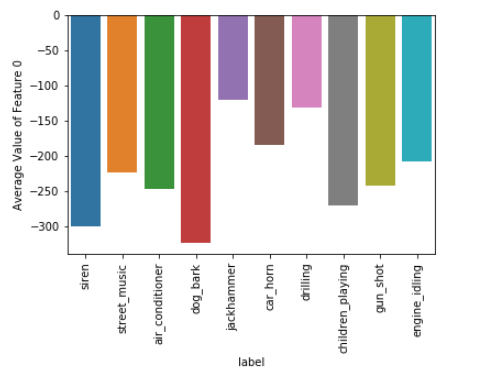 Average Value of Feature 0
0
−50
−100
−150
−200
−250
−300
siren
street_music
air_conditioner
dog_bark
jackhammer
car_horn
drilling
children_playing
gun_shot
engine_idling
label